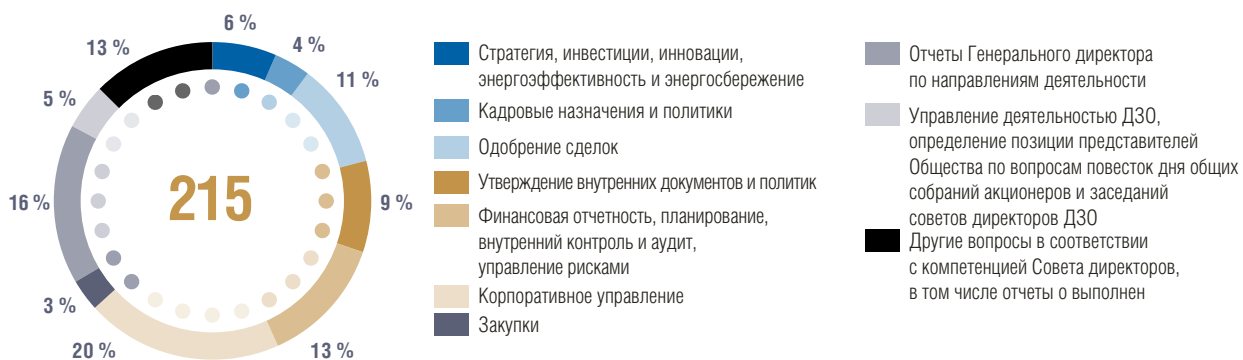 6 %
4 %
11 %
9 %
13 %
20 %
3 %
16 %
5 %
13 %
215
Стратегия, инвестиции, инновации,
энергоэффективность и энергосбережение
Кадровые назначения и политики
Одобрение сделок
Утверждение внутренних документов и политик
Финансовая отчетность, планирование,
внутренний контроль и аудит,
управление рисками
Корпоративное управление
Закупки
Отчеты Генерального директора
по направлениям деятельности
Управление деятельностью ДЗО,
определение позиции представителей
Общества по вопросам повесток дня общих
собраний акционеров и заседаний
советов директоров ДЗО
Другие вопросы в соответствии
с компетенцией Совета директоров,
в том числе отчеты о выполнен